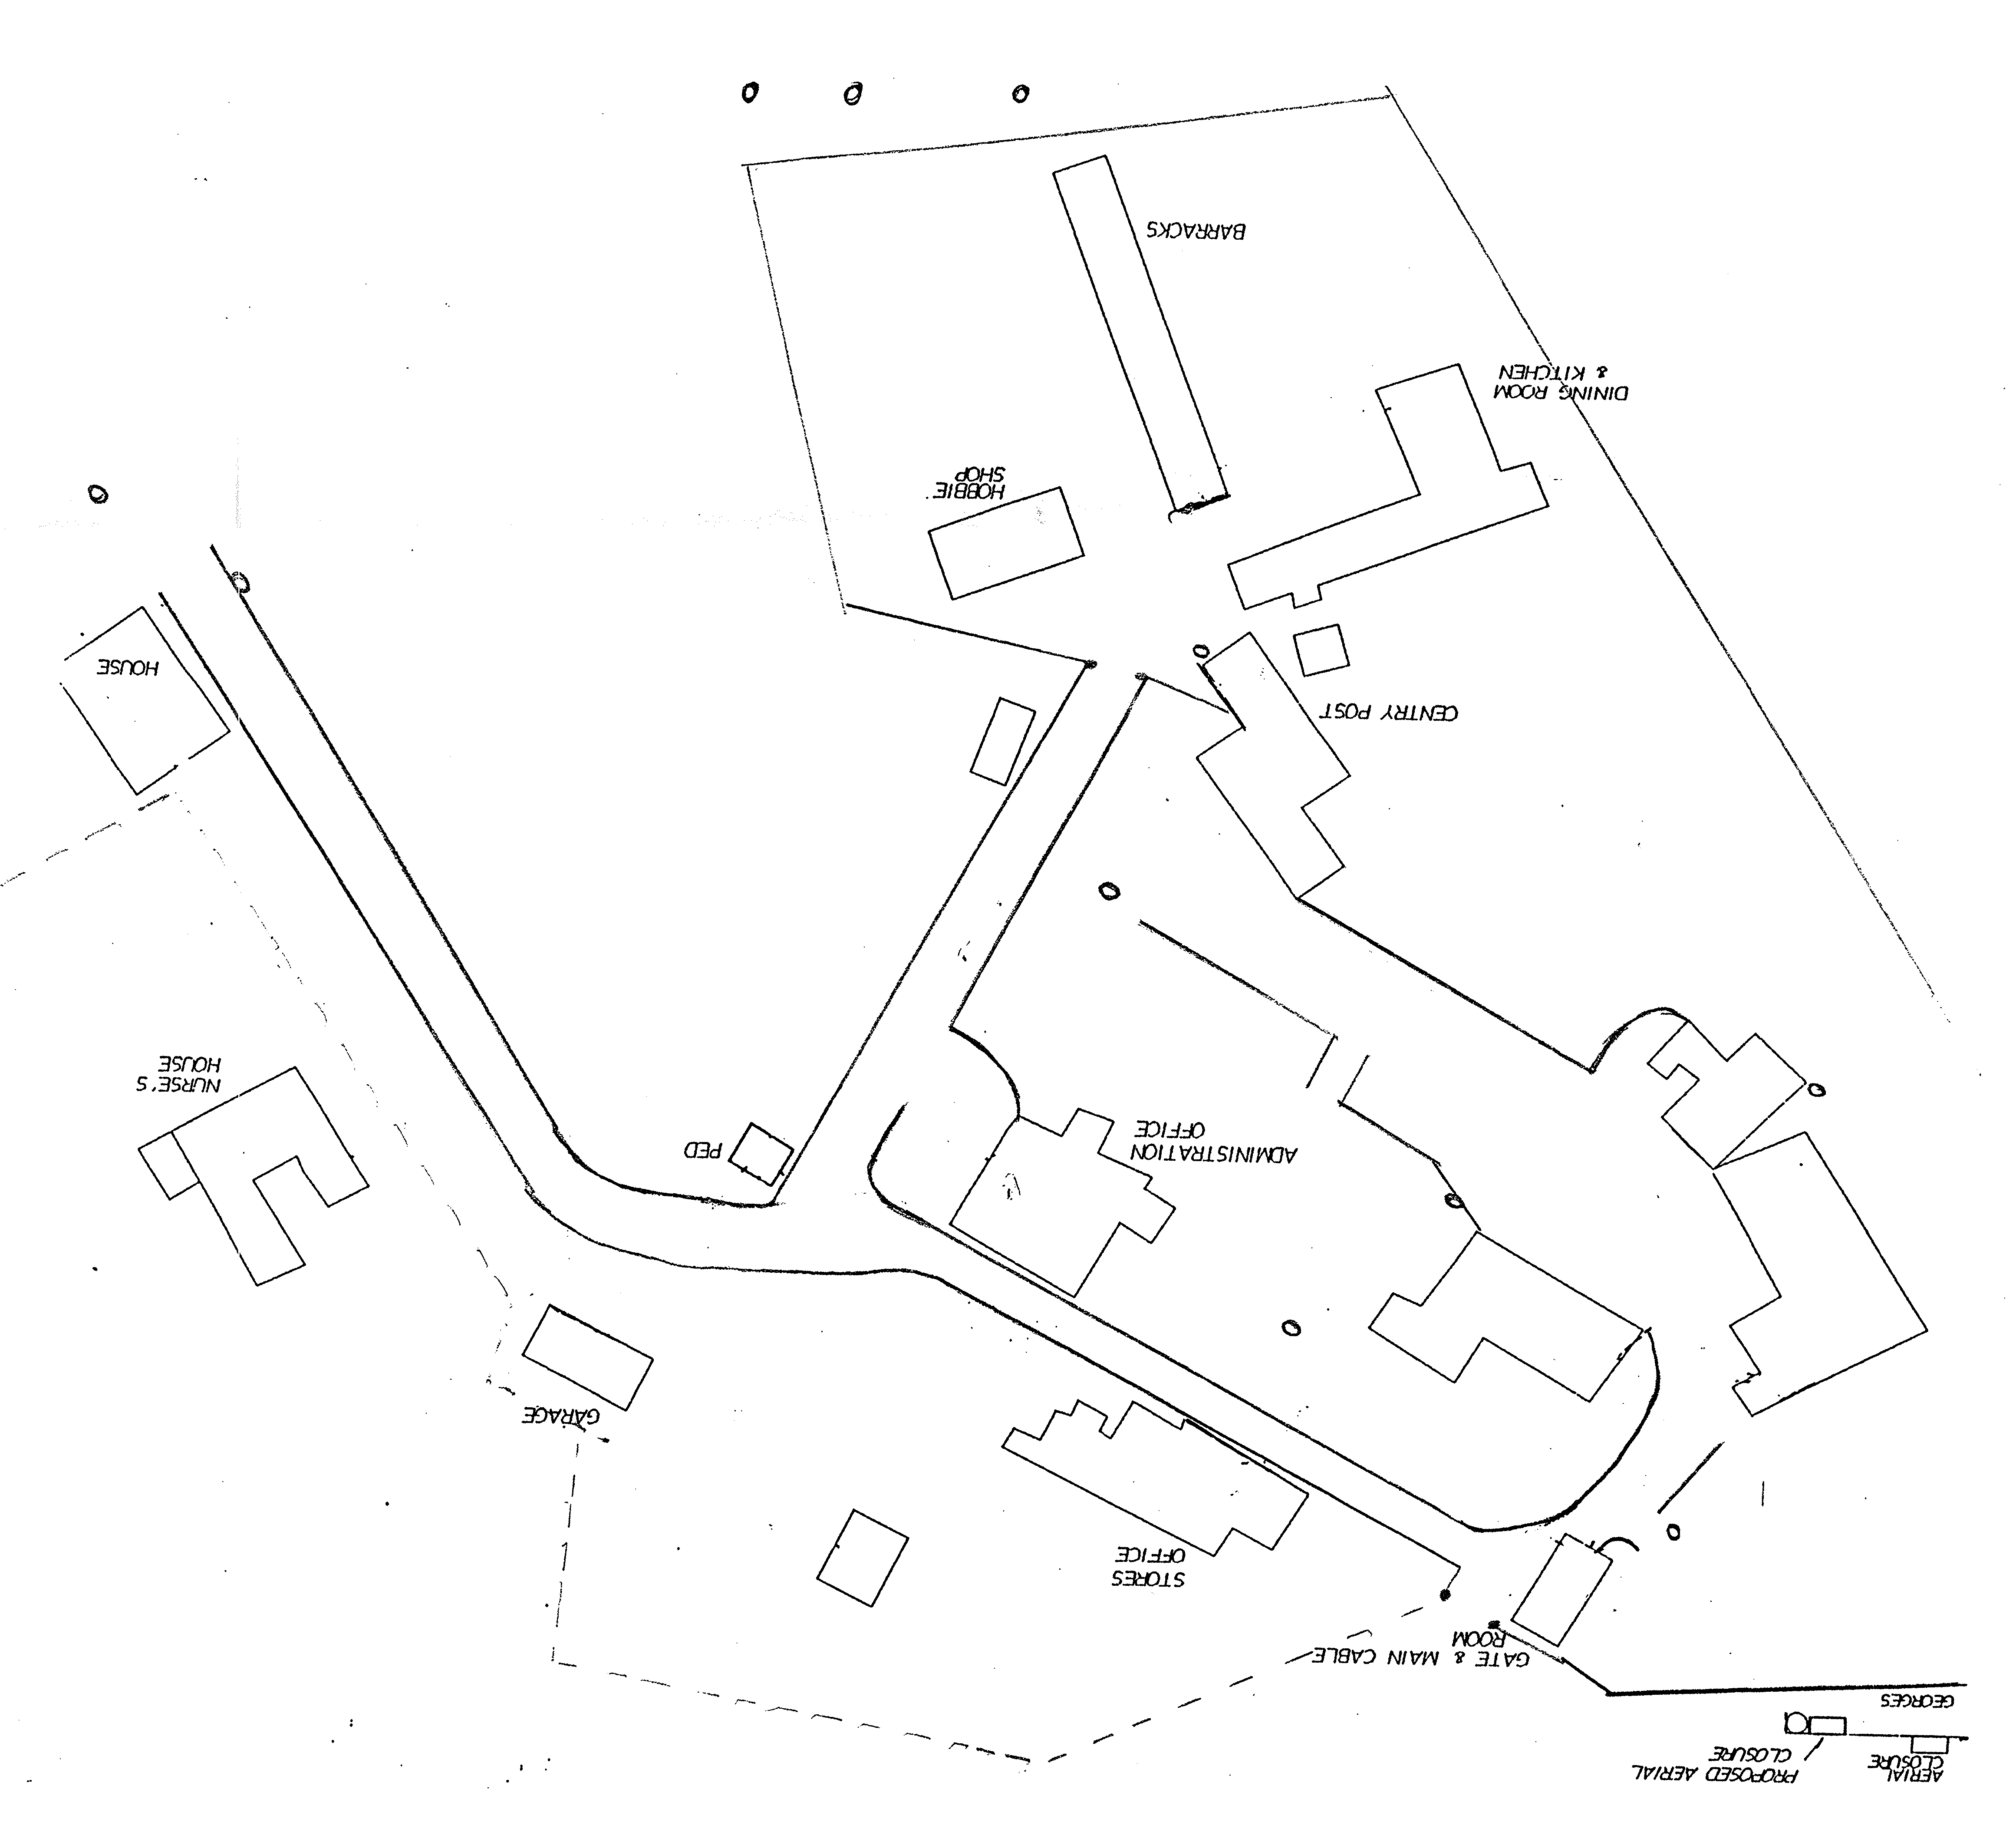 AERIAL
CLOSURE
PROPOSED AERIAL
CLOSURE
GEORGES
GATE & MAIN CABLE
ROOM
STORES
OFFICE
GARAGE
ADMINISTRATION
OFFICE
PED
NURSE'S
HOUSE
CENTRY POST
HOUSE
HOBBIE
SHOP
DINING ROOM
& KITCHEN
BARRACKS